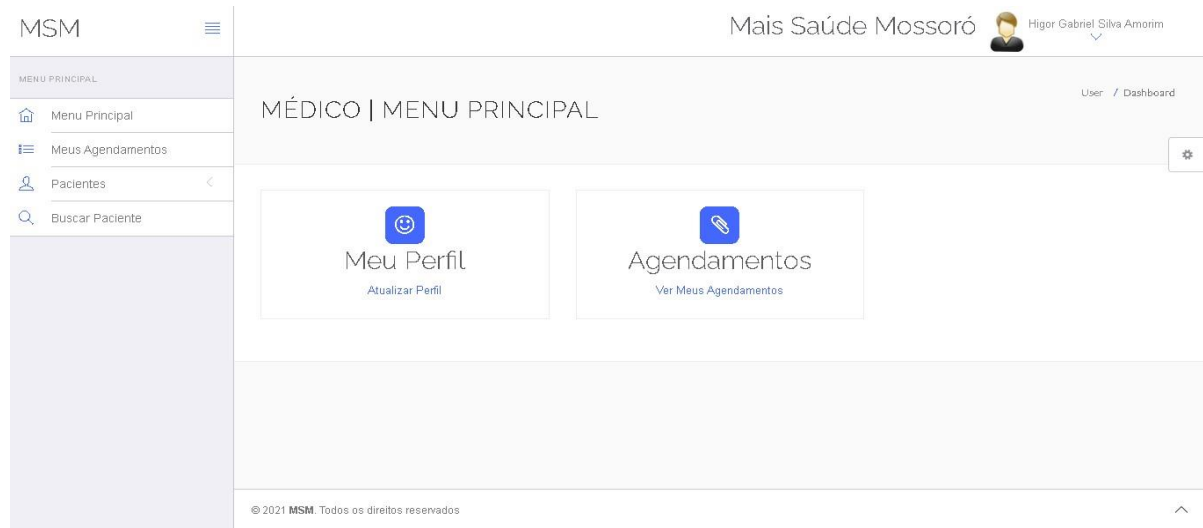 MSM
Mais Saúde Mossoró
Higor Gabriel Silva Amorim
MENU PRINCIPAL
Menu Principal
Meus Agendamentos
Pacientes
Buscar Paciente
MÉDICO | MENU PRINCIPAL
User / Dashboard
Meu Perfil
Atualizar Perfil
Agendamentos
Ver Meus Agendamentos
© 2021 MSM. Todos os direitos reservados